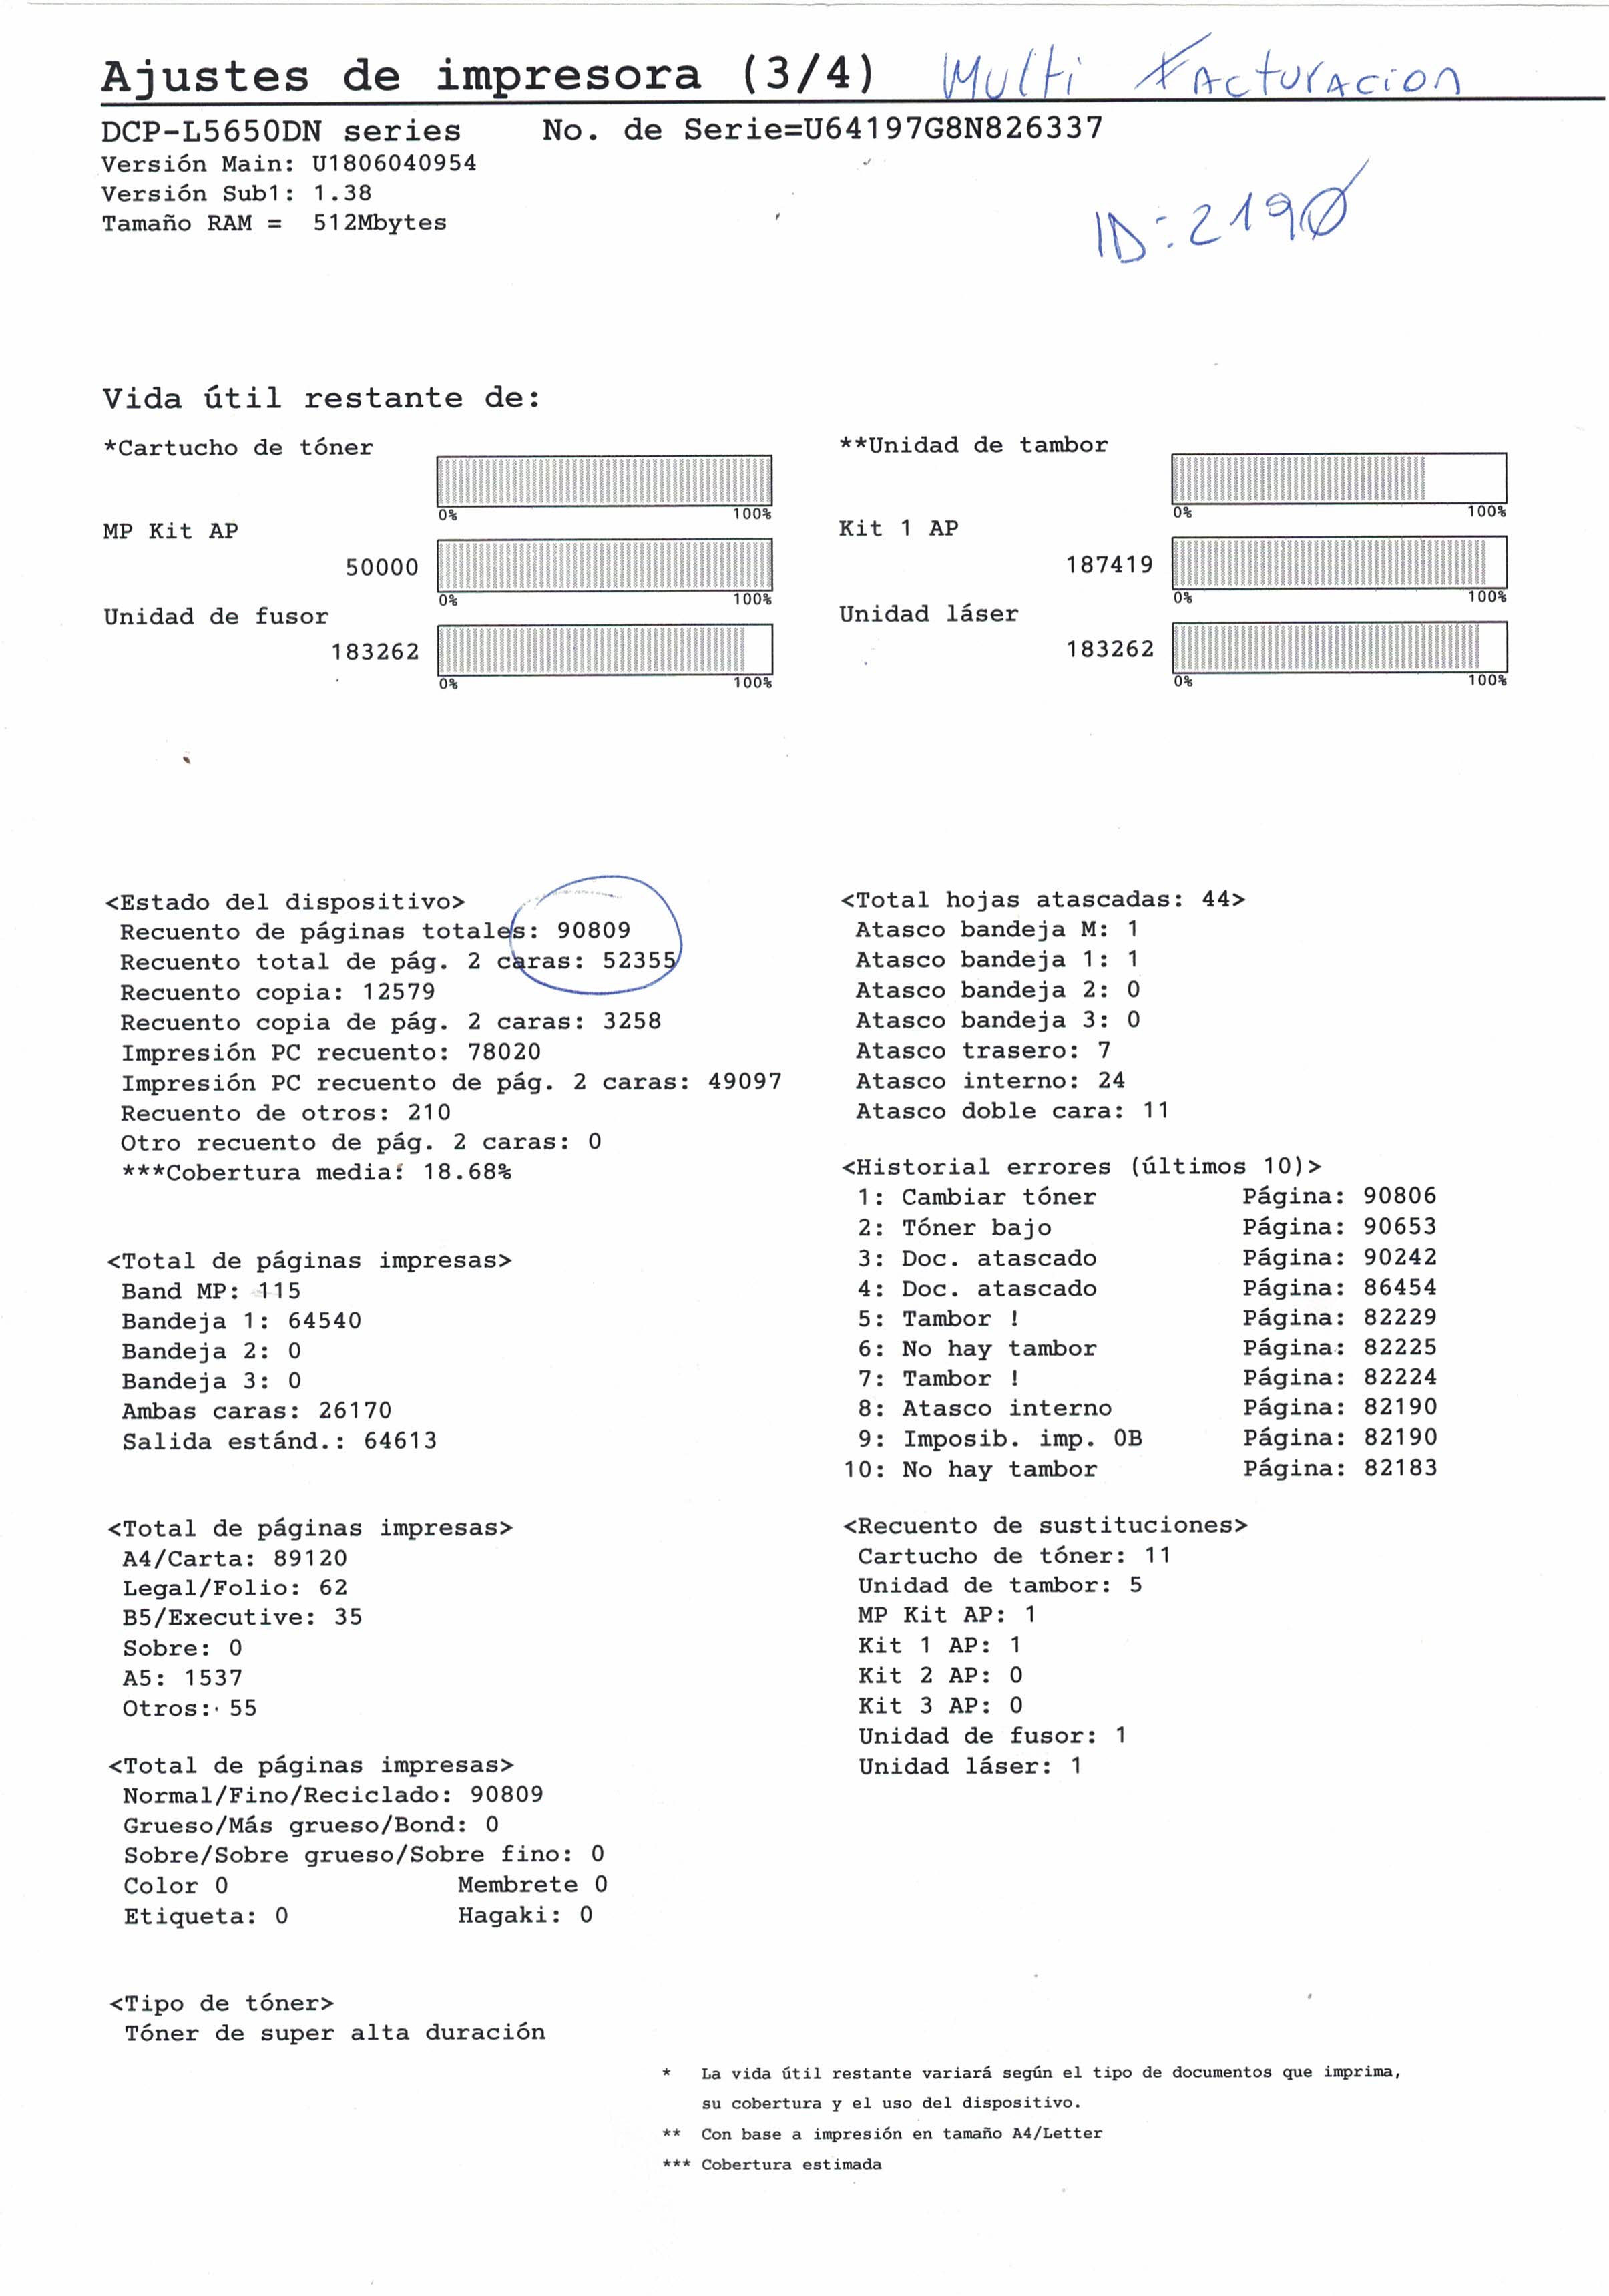 Ajustes de impresora (3/4) Multi Facturacion
DCP-L5650DN series No. de Serie=U64197G8N826337
Versión Main: U1806040954
Versión Sub1: 1.38
Tamaño RAM = 512Mbytes
ID: 2190
Vida útil restante de:
*Cartucho de tóner
0% 100%
MP Kit AP
50000
0% 100%
Unidad de fusor
183262
0% 100%
**Unidad de tambor
0% 100%
Kit 1 AP
187419
0% 100%
Unidad láser
183262
0% 100%
<Estado del dispositivo>
Recuento de páginas totales: 90809
Recuento total de pág. 2 caras: 52355
Recuento copia: 12579
Recuento copia de pág. 2 caras: 3258
Impresión PC recuento: 78020
Impresión PC recuento de pág. 2 caras: 49097
Recuento de otros: 210
Otro recuento de pág. 2 caras: 0
***Cobertura media: 18.68%
<Total de páginas impresas>
Band MP: 115
Bandeja 1: 64540
Bandeja 2: 0
Bandeja 3: 0
Ambas caras: 26170
Salida estánd.: 64613
<Total de páginas impresas>
A4/Carta: 89120
Legal/Folio: 62
B5/Executive: 35
Sobre: 0
A5: 1537
Otros: 55
<Total de páginas impresas>
Normal/Fino/Reciclado: 90809
Grueso/Más grueso/Bond: 0
Sobre/Sobre grueso/Sobre fino: 0
Color 0 Membrete 0
Etiqueta: 0 Hagaki: 0
<Tipo de tóner>
Tóner de super alta duración
<Total hojas atascadas: 44>
Atasco bandeja M: 1
Atasco bandeja 1: 1
Atasco bandeja 2: 0
Atasco bandeja 3: 0
Atasco trasero: 7
Atasco interno: 24
Atasco doble cara: 11
<Historial errores (últimos 10)>
1: Cambiar tóner Página: 90806
2: Tóner bajo Página: 90653
3: Doc. atascado Página: 90242
4: Doc. atascado Página: 86454
5: Tambor ! Página: 82229
6: No hay tambor Página: 82225
7: Tambor ! Página: 82224
8: Atasco interno Página: 82190
9: Imposib. imp. 0B Página: 82190
10: No hay tambor Página: 82183
<Recuento de sustituciones>
Cartucho de tóner: 11
Unidad de tambor: 5
MP Kit AP: 1
Kit 1 AP: 1
Kit 2 AP: 0
Kit 3 AP: 0
Unidad de fusor: 1
Unidad láser: 1
* La vida útil restante variará según el tipo de documentos que imprima,
su cobertura y el uso del dispositivo.
** Con base a impresión en tamaño A4/Letter
*** Cobertura estimada